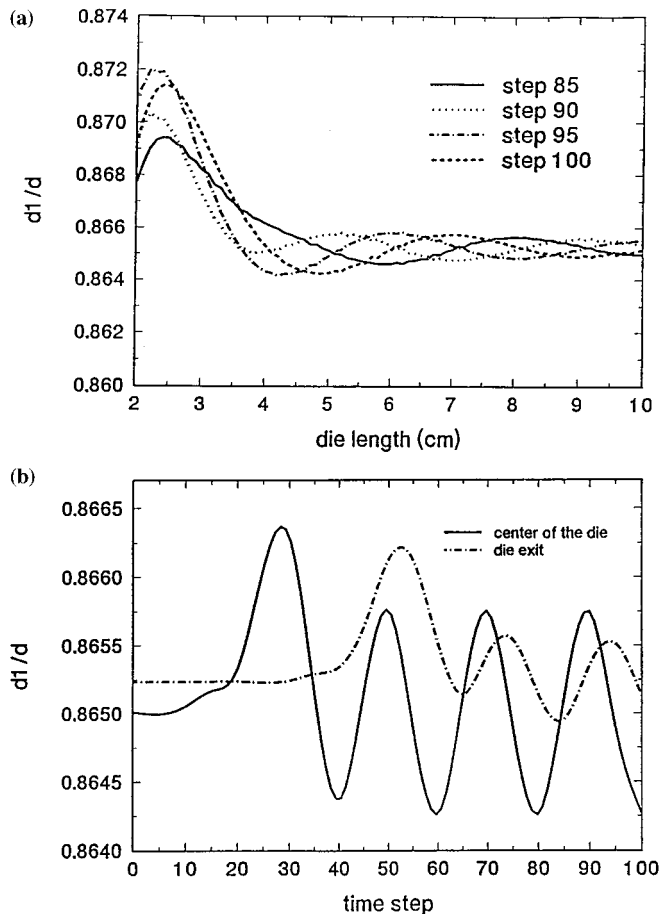 (a)
d1/d
0.874
0.872
0.870
0.868
0.866
0.864
0.862
0.860
step 85
step 90
step 95
step 100
2 3 4 5 6 7 8 9 10
die length (cm)
(b)
d1/d
0.8665
0.8660
0.8655
0.8650
0.8645
0.8640
center of the die
die exit
0 10 20 30 40 50 60 70 80 90 100
time step